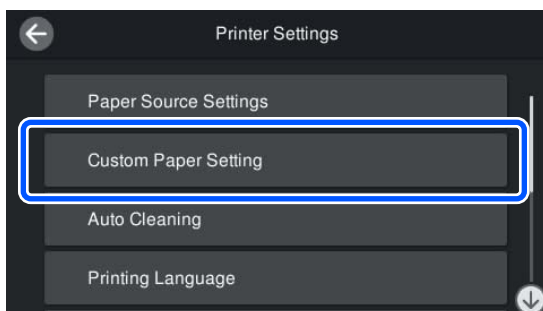 Printer Settings
Paper Source Settings
Custom Paper Setting
Auto Cleaning
Printing Language